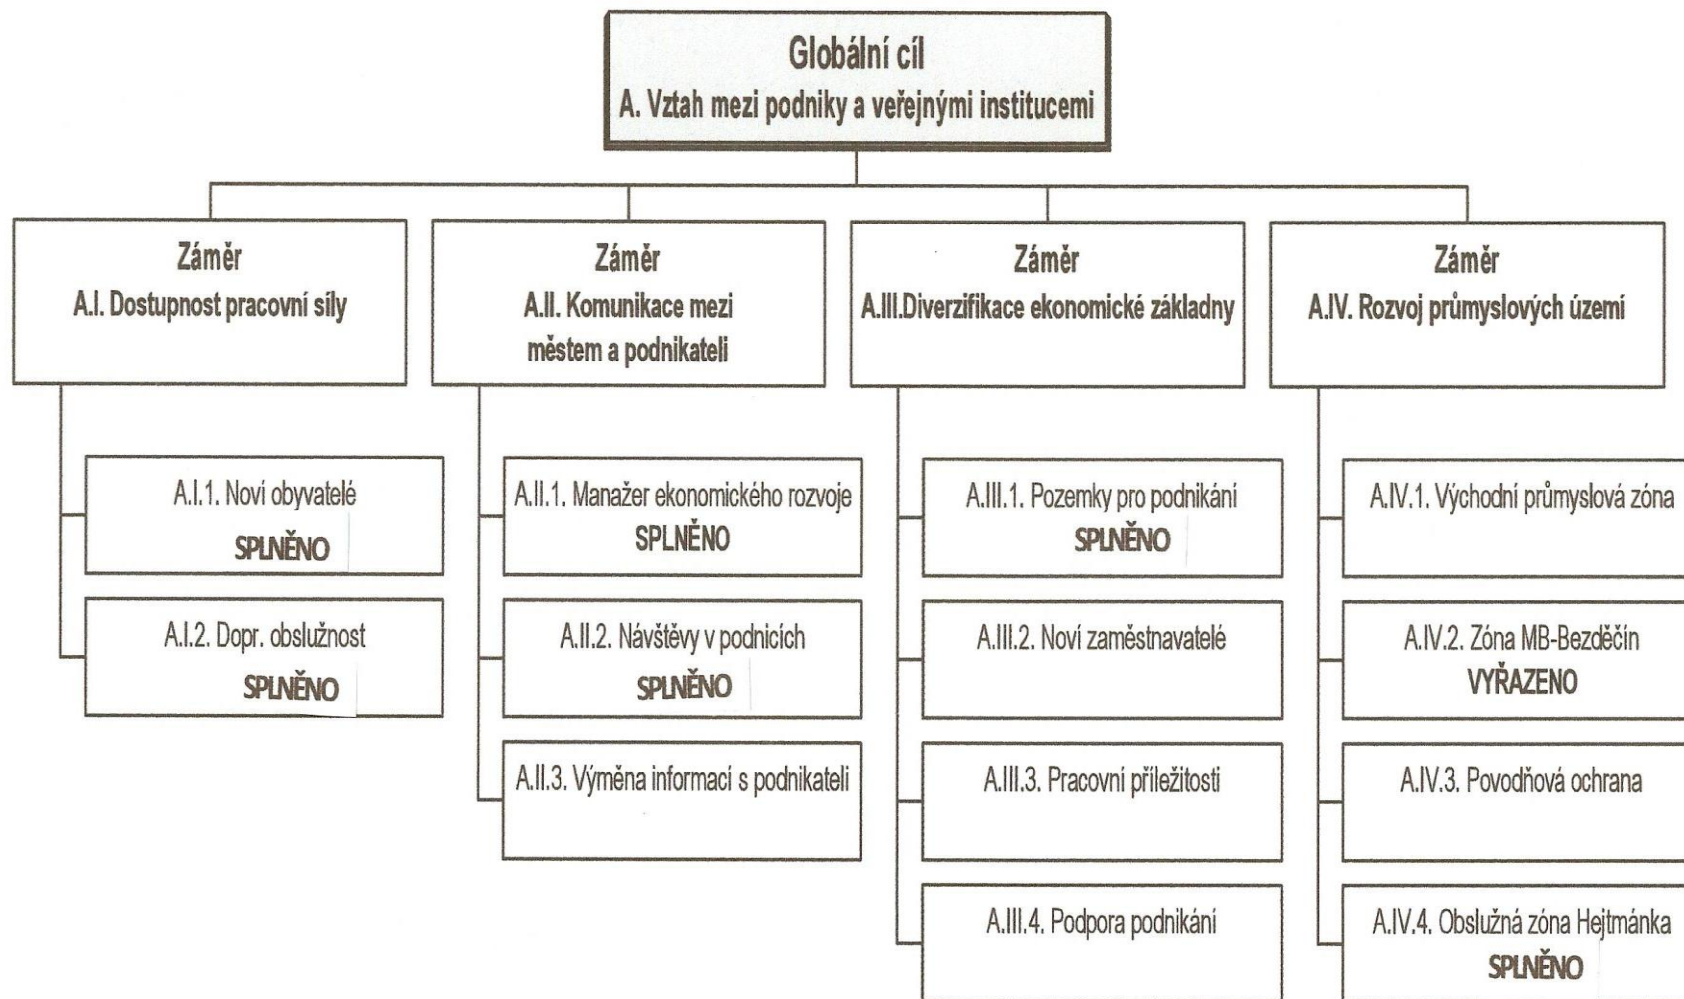 Globální cíl
A. Vztah mezi podniky a veřejnými institucemi
Záměr
A.I. Dostupnost pracovní síly
Záměr
A.II. Komunikace mezi
městem a podnikateli
Záměr
A.III.Diverzifikace ekonomické základny
Záměr
A.IV. Rozvoj průmyslových území
A.I.1. Noví obyvatelé
SPLNĚNO
A.I.2. Dopr. obslužnost
SPLNĚNO
A.II.1. Manažer ekonomického rozvoje
SPLNĚNO
A.II.2. Návštěvy v podnicích
SPLNĚNO
A.II.3. Výměna informací s podnikateli
A.III.1. Pozemky pro podnikání
SPLNĚNO
A.III.2. Noví zaměstnavatelé
A.III.3. Pracovní příležitosti
A.III.4. Podpora podnikání
A.IV.1. Východní průmyslová zóna
A.IV.2. Zóna MB-Bezděčín
VYŘAZENO
A.IV.3. Povodňová ochrana
A.IV.4. Obslužná zóna Hejtmánka
SPLNĚNO